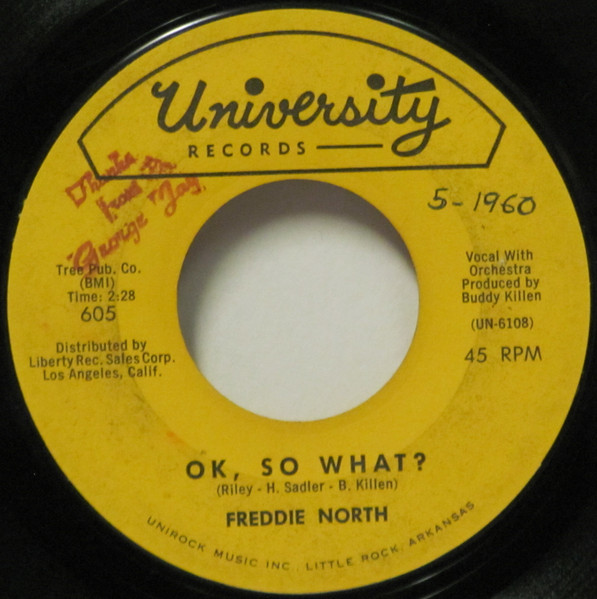 University
RECORDS
Thanks
from
"George" Jay
5-1960
Tree Pub. Co.
(BMI)
Time: 2:28
605
Distributed by
Liberty Rec. Sales Corp.
Los Angeles, Calif.
Vocal With
Orchestra
Produced by
Buddy Killen
(UN-6108)
45 RPM
OK, SO WHAT?
(Riley - H. Sadler - B. Killen)
FREDDIE NORTH
UNIROCK MUSIC INC., LITTLE ROCK, ARKANSAS